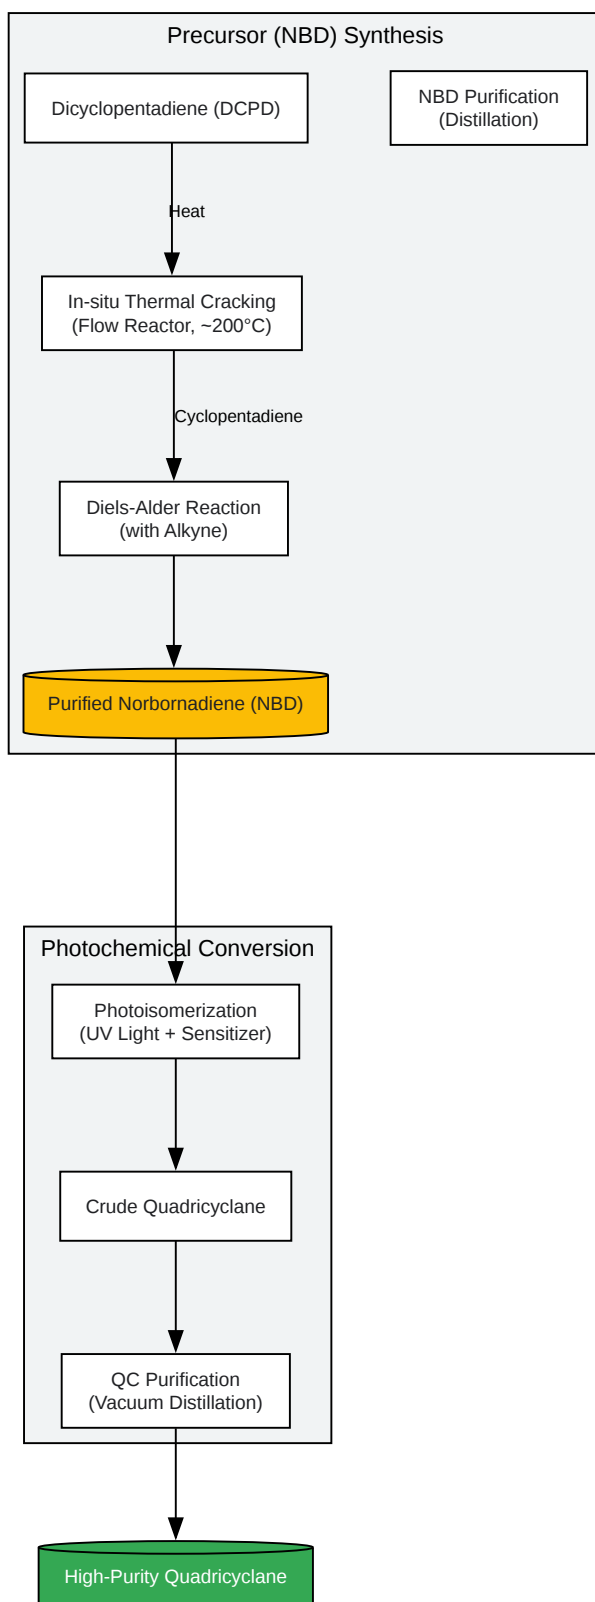 Precursor (NBD) Synthesis
Dicyclopentadiene (DCPD)
NBD Purification
(Distillation)
Heat
In-situ Thermal Cracking
(Flow Reactor, ~200°C)
Cyclopentadiene
Diels-Alder Reaction
(with Alkyne)
Purified Norbornadiene (NBD)
Photochemical Conversion
Photoisomerization
(UV Light + Sensitizer)
Crude Quadricyclane
QC Purification
(Vacuum Distillation)
High-Purity Quadricyclane